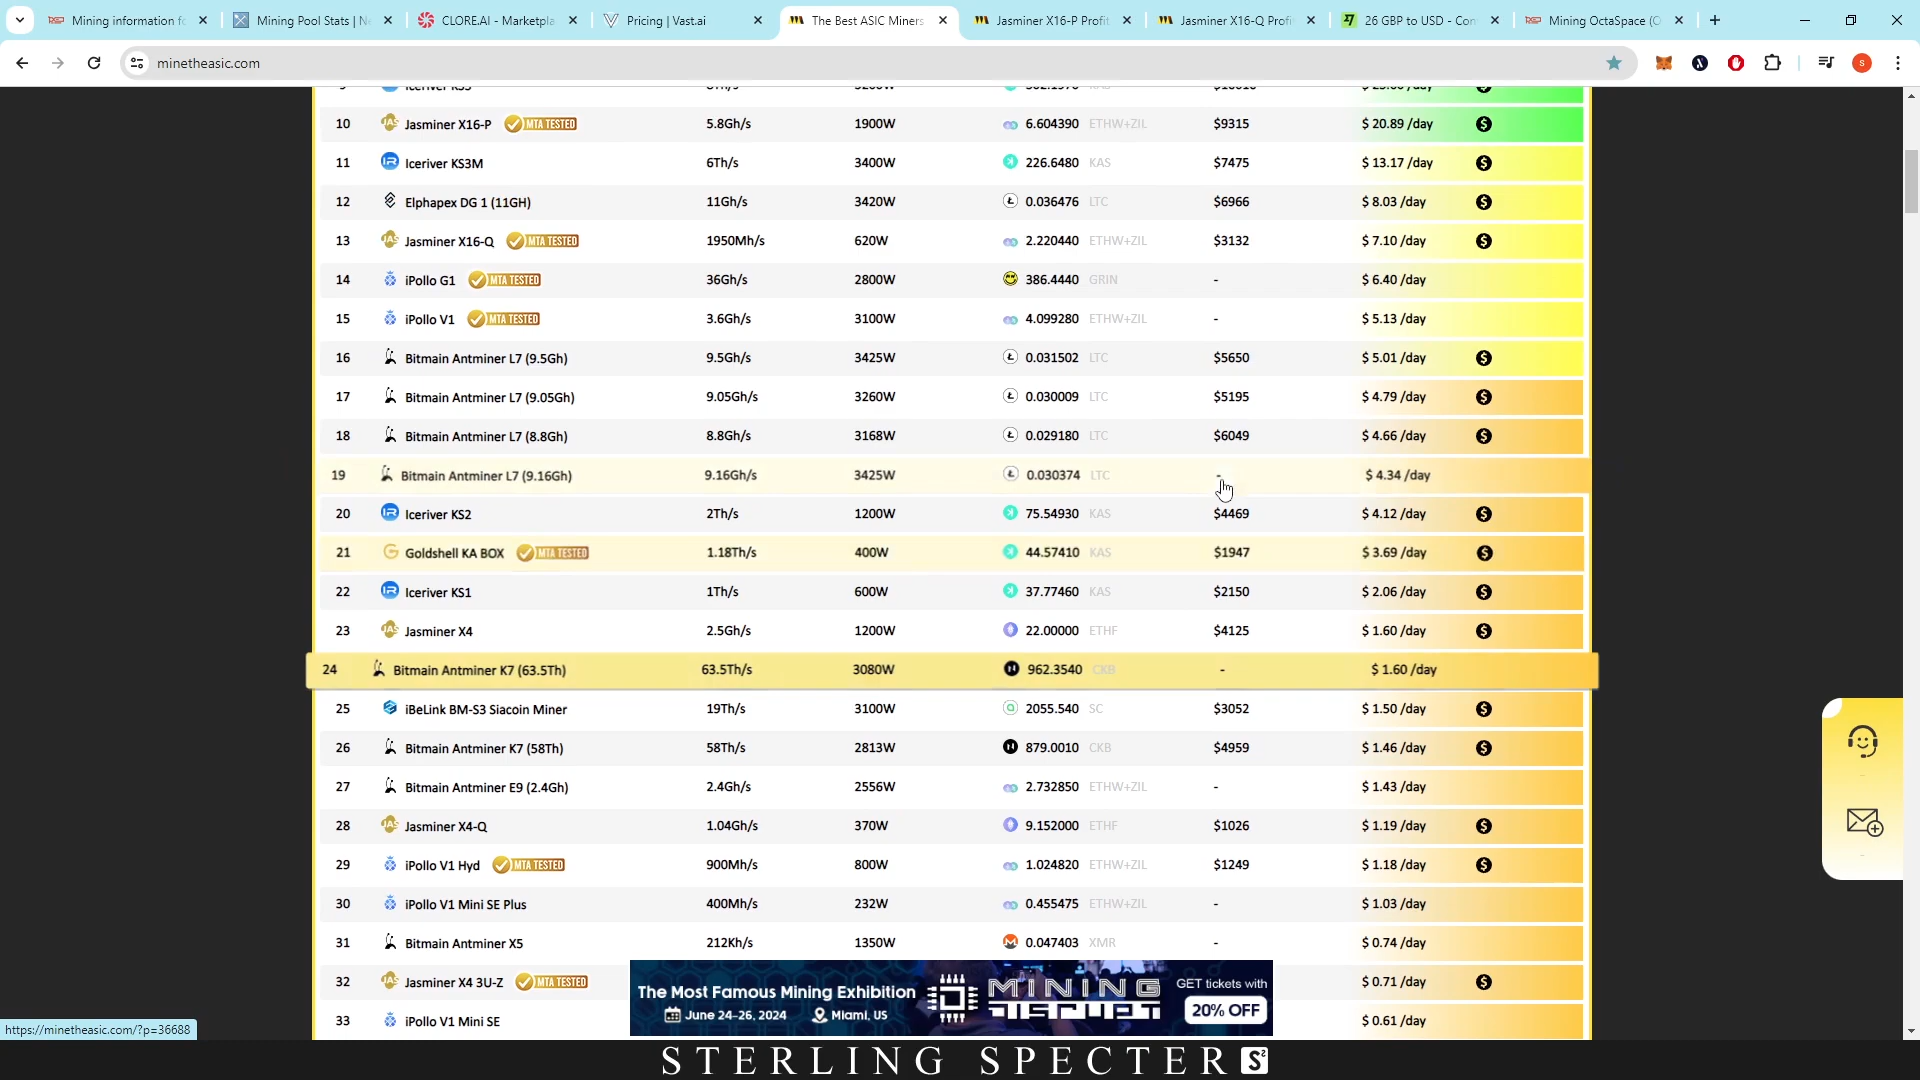 Mining information fo
Mining Pool Stats | Ne
CLORE.AI - Marketpla
Pricing | Vast.ai
The Best ASIC Miners
Jasminer X16-P Profit
Jasminer X16-Q Profi
26 GBP to USD - Con
Mining OctaSpace (O
minetheasic.com
10 Jasminer X16-P MTA TESTED 5.8Gh/s 1900W 6.604390 ETHW+ZIL $9315 $ 20.89 /day
11 Iceriver KS3M 6Th/s 3400W 226.6480 KAS $7475 $ 13.17 /day
12 Elphapex DG 1 (11GH) 11Gh/s 3420W 0.036476 LTC $6966 $ 8.03 /day
13 Jasminer X16-Q MTA TESTED 1950Mh/s 620W 2.220440 ETHW+ZIL $3132 $ 7.10 /day
14 iPollo G1 MTA TESTED 36Gh/s 2800W 386.4440 GRIN - $ 6.40 /day
15 iPollo V1 MTA TESTED 3.6Gh/s 3100W 4.099280 ETHW+ZIL - $ 5.13 /day
16 Bitmain Antminer L7 (9.5Gh) 9.5Gh/s 3425W 0.031502 LTC $5650 $ 5.01 /day
17 Bitmain Antminer L7 (9.05Gh) 9.05Gh/s 3260W 0.030009 LTC $5195 $ 4.79 /day
18 Bitmain Antminer L7 (8.8Gh) 8.8Gh/s 3168W 0.029180 LTC $6049 $ 4.66 /day
19 Bitmain Antminer L7 (9.16Gh) 9.16Gh/s 3425W 0.030374 LTC - $ 4.34 /day
20 Iceriver KS2 2Th/s 1200W 75.54930 KAS $4469 $ 4.12 /day
21 Goldshell KA BOX MTA TESTED 1.18Th/s 400W 44.57410 KAS $1947 $ 3.69 /day
22 Iceriver KS1 1Th/s 600W 37.77460 KAS $2150 $ 2.06 /day
23 Jasminer X4 2.5Gh/s 1200W 22.00000 ETHF $4125 $ 1.60 /day
24 Bitmain Antminer K7 (63.5Th) 63.5Th/s 3080W 962.3540 CKB - $ 1.60 /day
25 iBeLink BM-S3 Siacoin Miner 19Th/s 3100W 2055.540 SC $3052 $ 1.50 /day
26 Bitmain Antminer K7 (58Th) 58Th/s 2813W 879.0010 CKB $4959 $ 1.46 /day
27 Bitmain Antminer E9 (2.4Gh) 2.4Gh/s 2556W 2.732850 ETHW+ZIL - $ 1.43 /day
28 Jasminer X4-Q 1.04Gh/s 370W 9.152000 ETHF $1026 $ 1.19 /day
29 iPollo V1 Hyd MTA TESTED 900Mh/s 800W 1.024820 ETHW+ZIL $1249 $ 1.18 /day
30 iPollo V1 Mini SE Plus 400Mh/s 232W 0.455475 ETHW+ZIL - $ 1.03 /day
31 Bitmain Antminer X5 212Kh/s 1350W 0.047403 XMR - $ 0.74 /day
32 Jasminer X4 3U-Z MTA TESTED $ 0.71 /day
33 iPollo V1 Mini SE $ 0.61 /day
The Most Famous Mining Exhibition
June 24-26, 2024 Miami, US
MINING
DISRUPT
GET tickets with
20% OFF
https://minetheasic.com/?p=36688
STERLING SPECTER